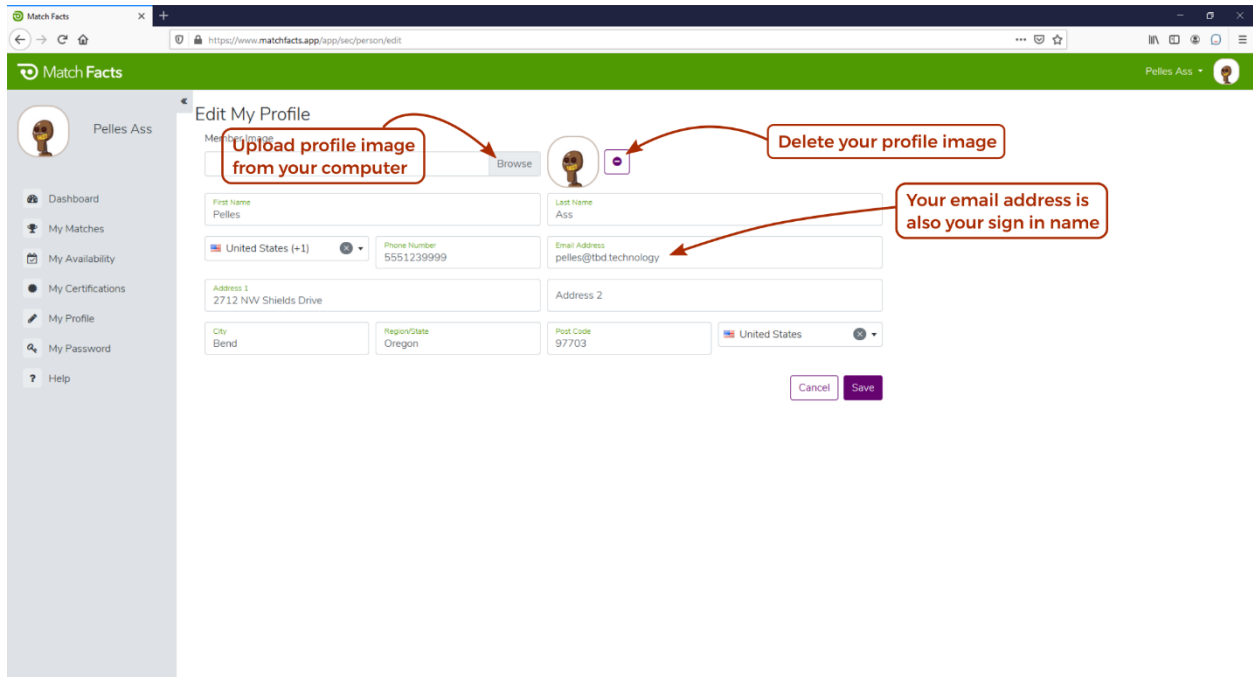 Match Facts
https://www.matchfacts.app/app/sec/person/edit
Match Facts
Pelles Ass
Pelles Ass
Edit My Profile
Member Image
Upload profile image
from your computer
Browse
Delete your profile image
Dashboard
My Matches
My Availability
My Certifications
My Profile
My Password
Help
First Name
Pelles
Last Name
Ass
Your email address is
also your sign in name
United States (+1)
Phone Number
5551239999
Email Address
pelles@tbd.technology
Address 1
2712 NW Shields Drive
Address 2
City
Bend
Region/State
Oregon
Post Code
97703
United States
Cancel
Save